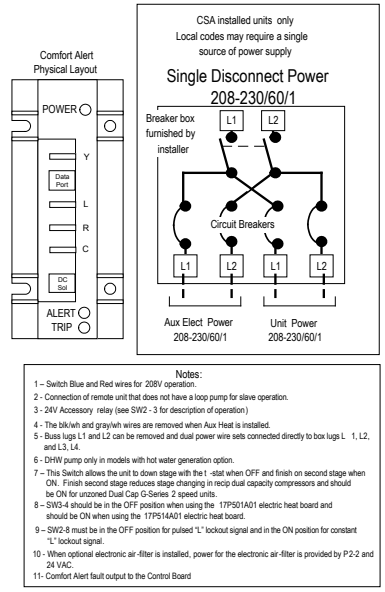 Comfort Alert
Physical Layout
POWER
Y
Data
Port
L
R
C
DC
Sol
ALERT
TRIP
CSA installed units only
Local codes may require a single
source of power supply
Single Disconnect Power
208-230/60/1
Breaker box
furnished by
installer
L1 L2
Circuit Breakers
L1 L2 L1 L2
Aux Elect Power
208-230/60/1
Unit Power
208-230/60/1
Notes:
1 – Switch Blue and Red wires for 208V operation.
2 - Connection of remote unit that does not have a loop pump for slave operation.
3 - 24V Accessory relay (see SW2 - 3 for description of operation)
4 - The blk/wh and gray/wh wires are removed when Aux Heat is installed.
5 - Buss lugs L1 and L2 can be removed and dual power wire sets connected directly to box lugs L 1, L2,
and L3, L4.
6 - DHW pump only in models with hot water generation option.
7 – This Switch allows the unit to down stage with the t -stat when OFF and finish on second stage when
ON. Finish second stage reduces stage changing in recip dual capacity compressors and should
be ON for unzoned Dual Cap G-Series 2 speed units.
8 – SW3-4 should be in the OFF position when using the 17P501A01 electric heat board and
should be ON when using the 17P514A01 electric heat board.
9 – SW2-8 must be in the OFF position for pulsed "L" lockout signal and in the ON position for constant
"L" lockout signal.
10 - When optional electronic air -filter is installed, power for the electronic air -filter is provided by P2-2 and
24 VAC.
11- Comfort Alert fault output to the Control Board